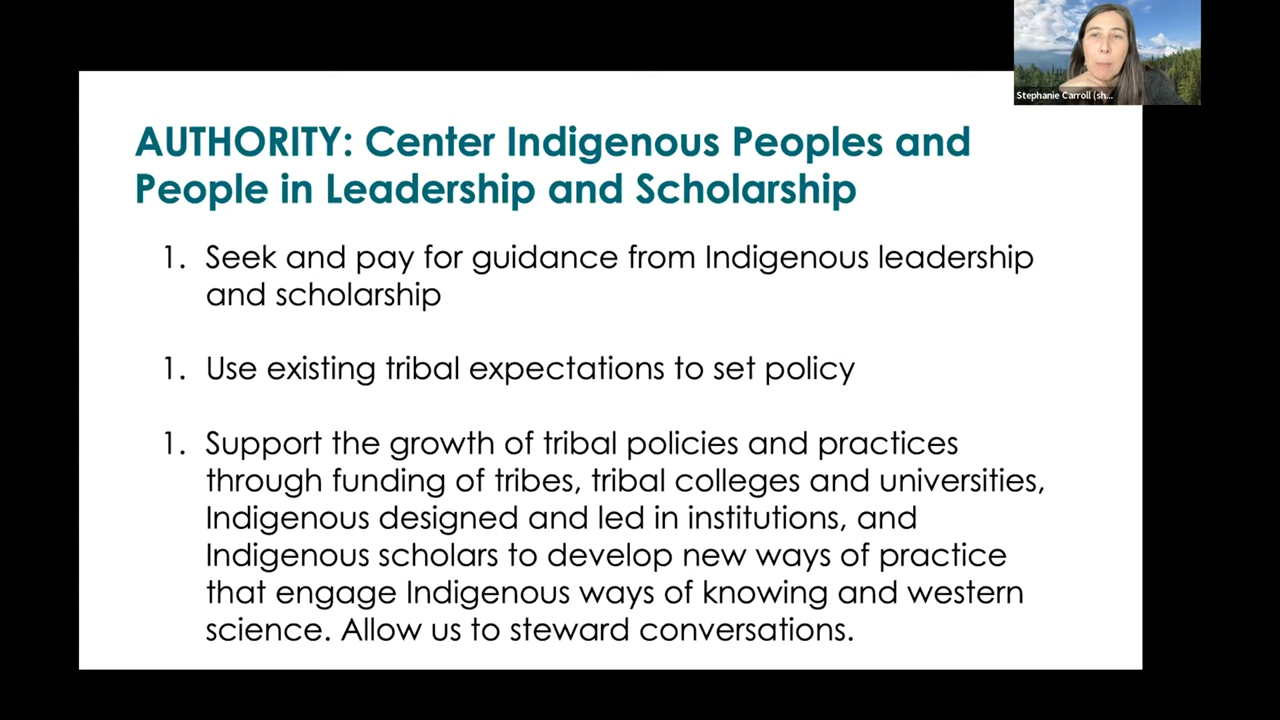 Stephanie Carroll (sh...
AUTHORITY: Center Indigenous Peoples and
People in Leadership and Scholarship
1. Seek and pay for guidance from Indigenous leadership
and scholarship
1. Use existing tribal expectations to set policy
1. Support the growth of tribal policies and practices
through funding of tribes, tribal colleges and universities,
Indigenous designed and led in institutions, and
Indigenous scholars to develop new ways of practice
that engage Indigenous ways of knowing and western
science. Allow us to steward conversations.